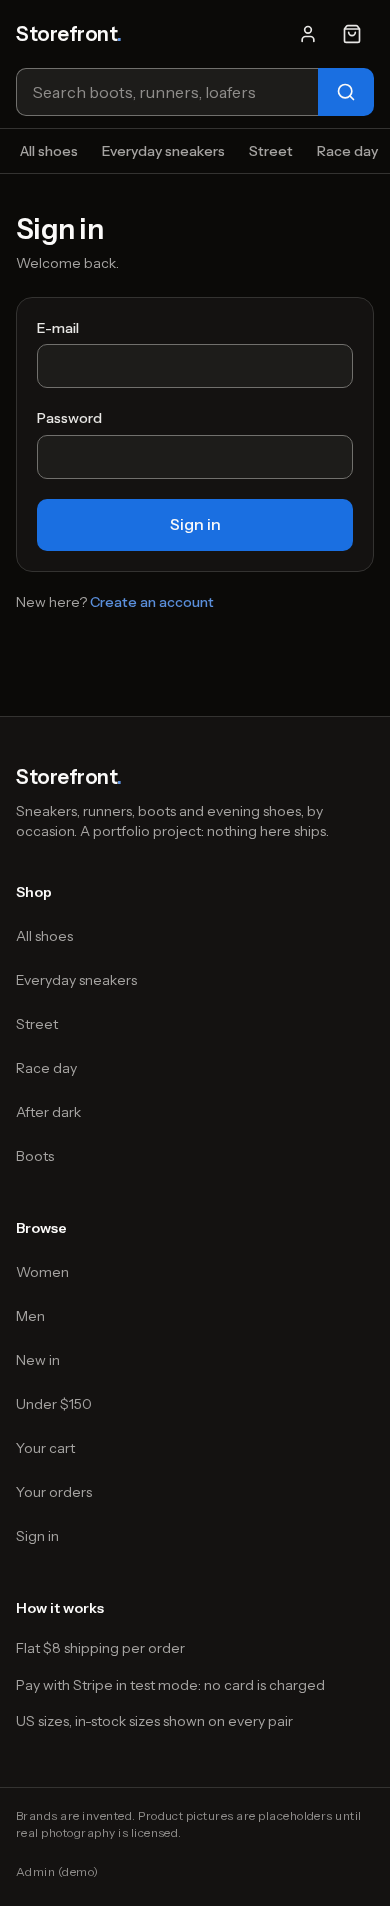 Storefront.
Search boots, runners, loafers
All shoes Everyday sneakers Street Race day
Sign in
Welcome back.
E-mail
Password
Sign in
New here? Create an account
Storefront.
Sneakers, runners, boots and evening shoes, by
occasion. A portfolio project: nothing here ships.
Shop
All shoes
Everyday sneakers
Street
Race day
After dark
Boots
Browse
Women
Men
New in
Under $150
Your cart
Your orders
Sign in
How it works
Flat $8 shipping per order
Pay with Stripe in test mode: no card is charged
US sizes, in-stock sizes shown on every pair
Brands are invented. Product pictures are placeholders until
real photography is licensed.
Admin (demo)